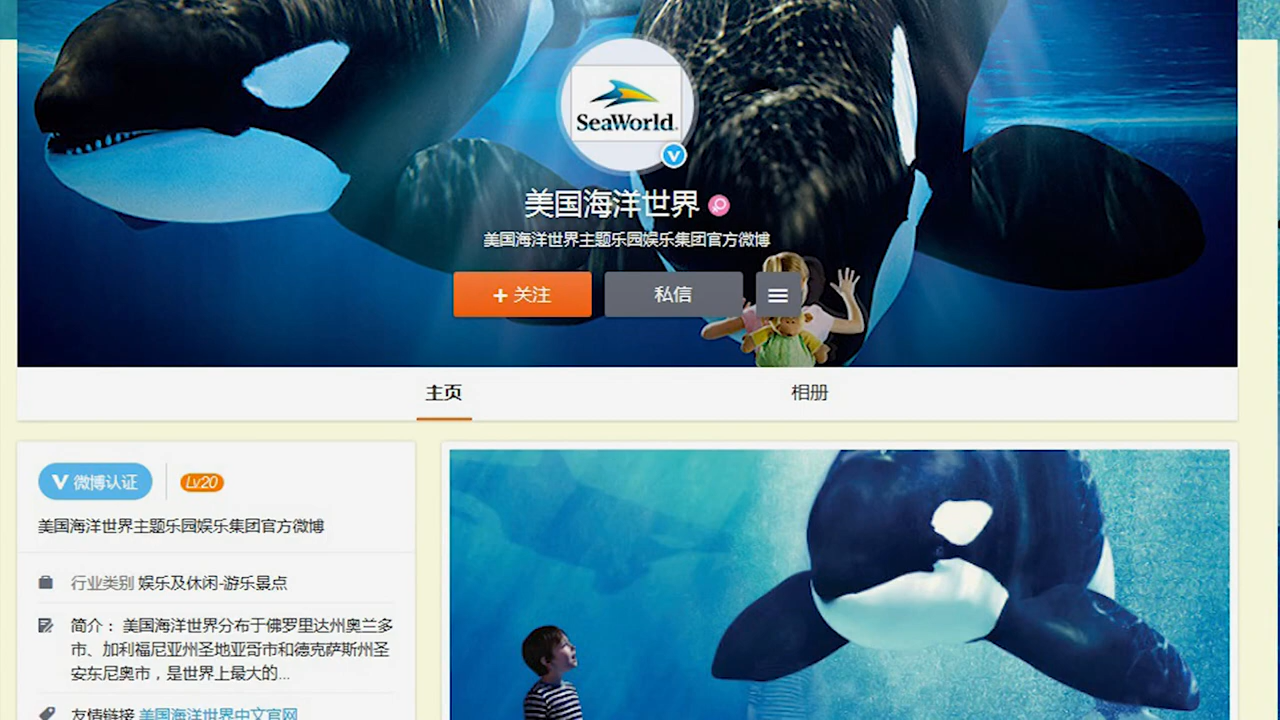 SeaWorld
美国海洋世界
美国海洋世界主题乐园娱乐集团官方微博
+ 关注
私信
主页
相册
V 微博认证
Lv20
美国海洋世界主题乐园娱乐集团官方微博
行业类别 娱乐及休闲-游乐景点
简介： 美国海洋世界分布于佛罗里达州奥兰多
市、加利福尼亚州圣地亚哥市和德克萨斯州圣
安东尼奥市，是世界上最大的...
友情链接 美国海洋世界中文官网